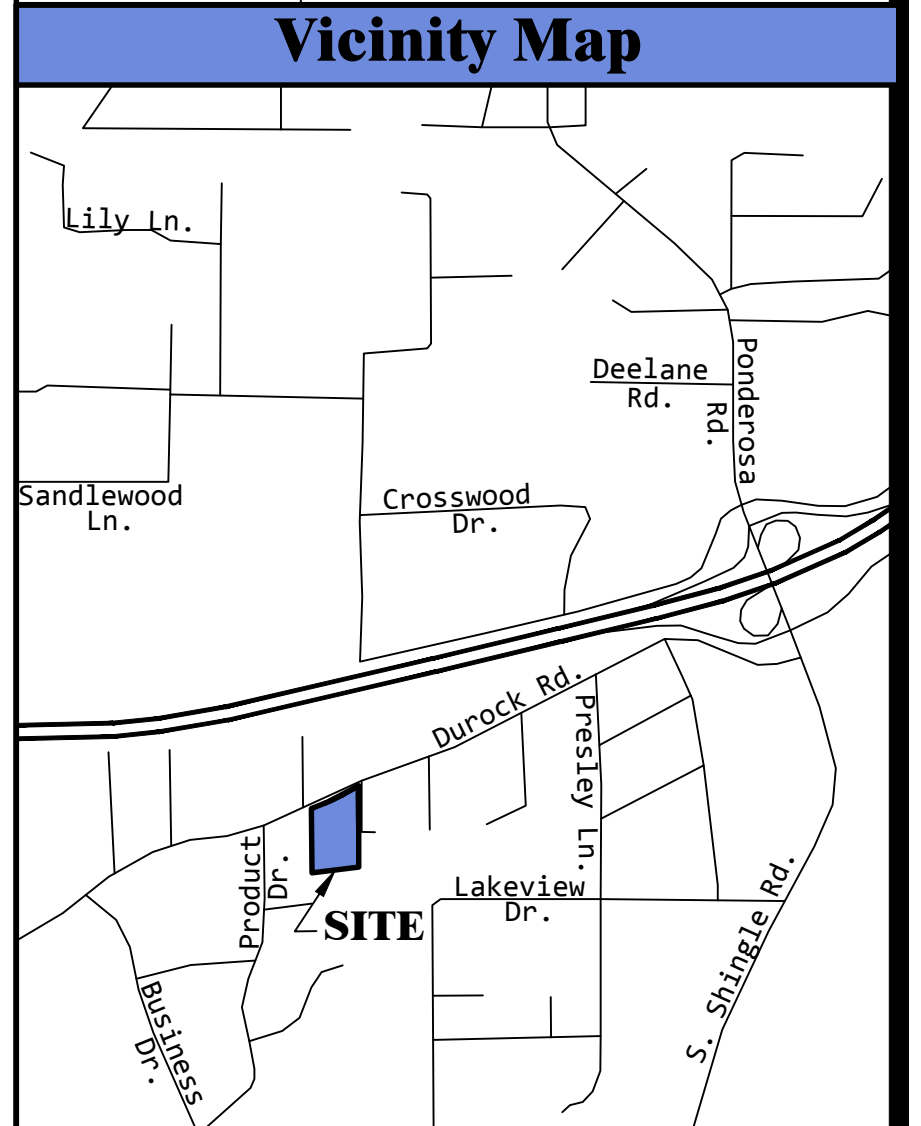 Vicinity Map
Lily Ln.
Deelane
Rd.
Ponderosa
Rd.
Sandlewood
Ln.
Crosswood
Dr.
Durock Rd.
Presley Ln.
Product
Dr.
Lakeview
Dr.
SITE
S. Shingle Rd.
Business
Dr.